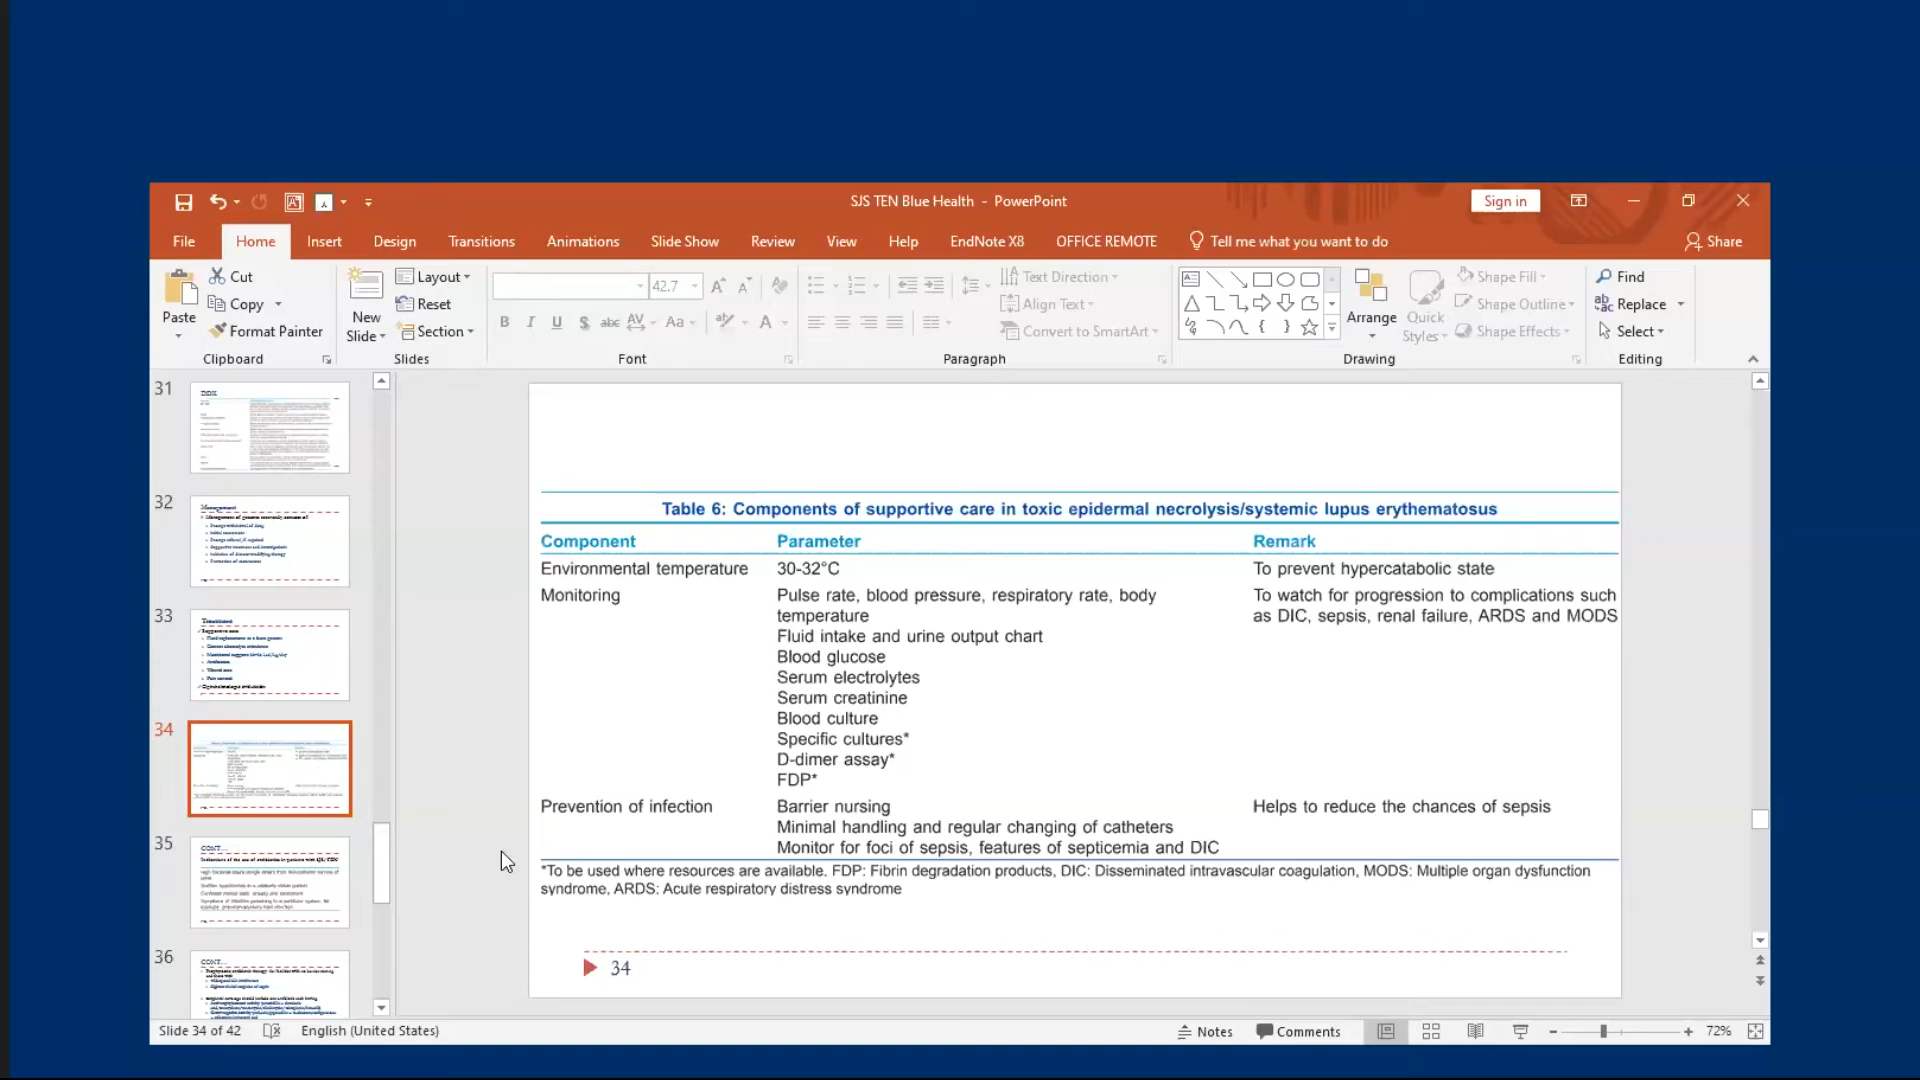 SJS TEN Blue Health - PowerPoint
Sign in
File Home Insert Design Transitions Animations Slide Show Review View Help EndNote X8 OFFICE REMOTE Tell me what you want to do Share
Paste
Cut
Copy
Format Painter
Clipboard
New
Slide
Layout
Reset
Section
Slides
42.7
B I U S abc AV Aa A
Font
Text Direction
Align Text
Convert to SmartArt
Paragraph
Arrange
Quick
Styles
Shape Fill
Shape Outline
Shape Effects
Drawing
Find
Replace
Select
Editing
31
DDX
32
Management
33
Treatment
34
35
CONT...
36
CONT...
Table 6: Components of supportive care in toxic epidermal necrolysis/systemic lupus erythematosus
Component Parameter Remark
Environmental temperature 30-32°C To prevent hypercatabolic state
Monitoring Pulse rate, blood pressure, respiratory rate, body To watch for progression to complications such
temperature as DIC, sepsis, renal failure, ARDS and MODS
Fluid intake and urine output chart
Blood glucose
Serum electrolytes
Serum creatinine
Blood culture
Specific cultures*
D-dimer assay*
FDP*
Prevention of infection Barrier nursing Helps to reduce the chances of sepsis
Minimal handling and regular changing of catheters
Monitor for foci of sepsis, features of septicemia and DIC
*To be used where resources are available. FDP: Fibrin degradation products, DIC: Disseminated intravascular coagulation, MODS: Multiple organ dysfunction
syndrome, ARDS: Acute respiratory distress syndrome
34
Slide 34 of 42 English (United States) Notes Comments 72%